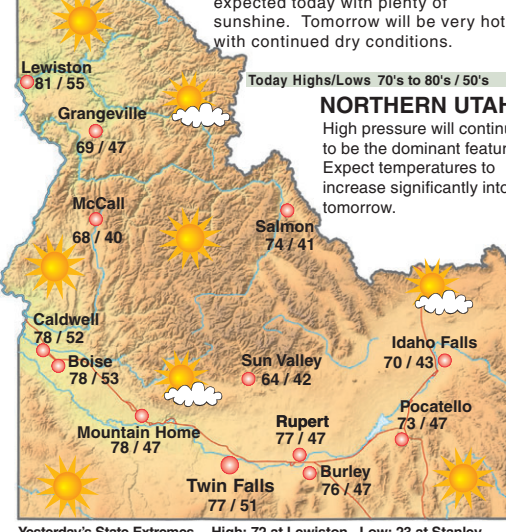 expected today with plenty of
sunshine. Tomorrow will be very hot
with continued dry conditions.
Today Highs/Lows 70's to 80's / 50's
NORTHERN UTAH
High pressure will continu
to be the dominant featur
Expect temperatures to
increase significantly into
tomorrow.
Lewiston
81 / 55
Grangeville
69 / 47
McCall
68 / 40
Salmon
74 / 41
Caldwell
78 / 52
Boise
78 / 53
Sun Valley
64 / 42
Idaho Falls
70 / 43
Pocatello
73 / 47
Mountain Home
78 / 47
Rupert
77 / 47
Burley
76 / 47
Twin Falls
77 / 51
Yesterday's State Extremes - High: 72 at Lewiston Low: 23 at Stanley